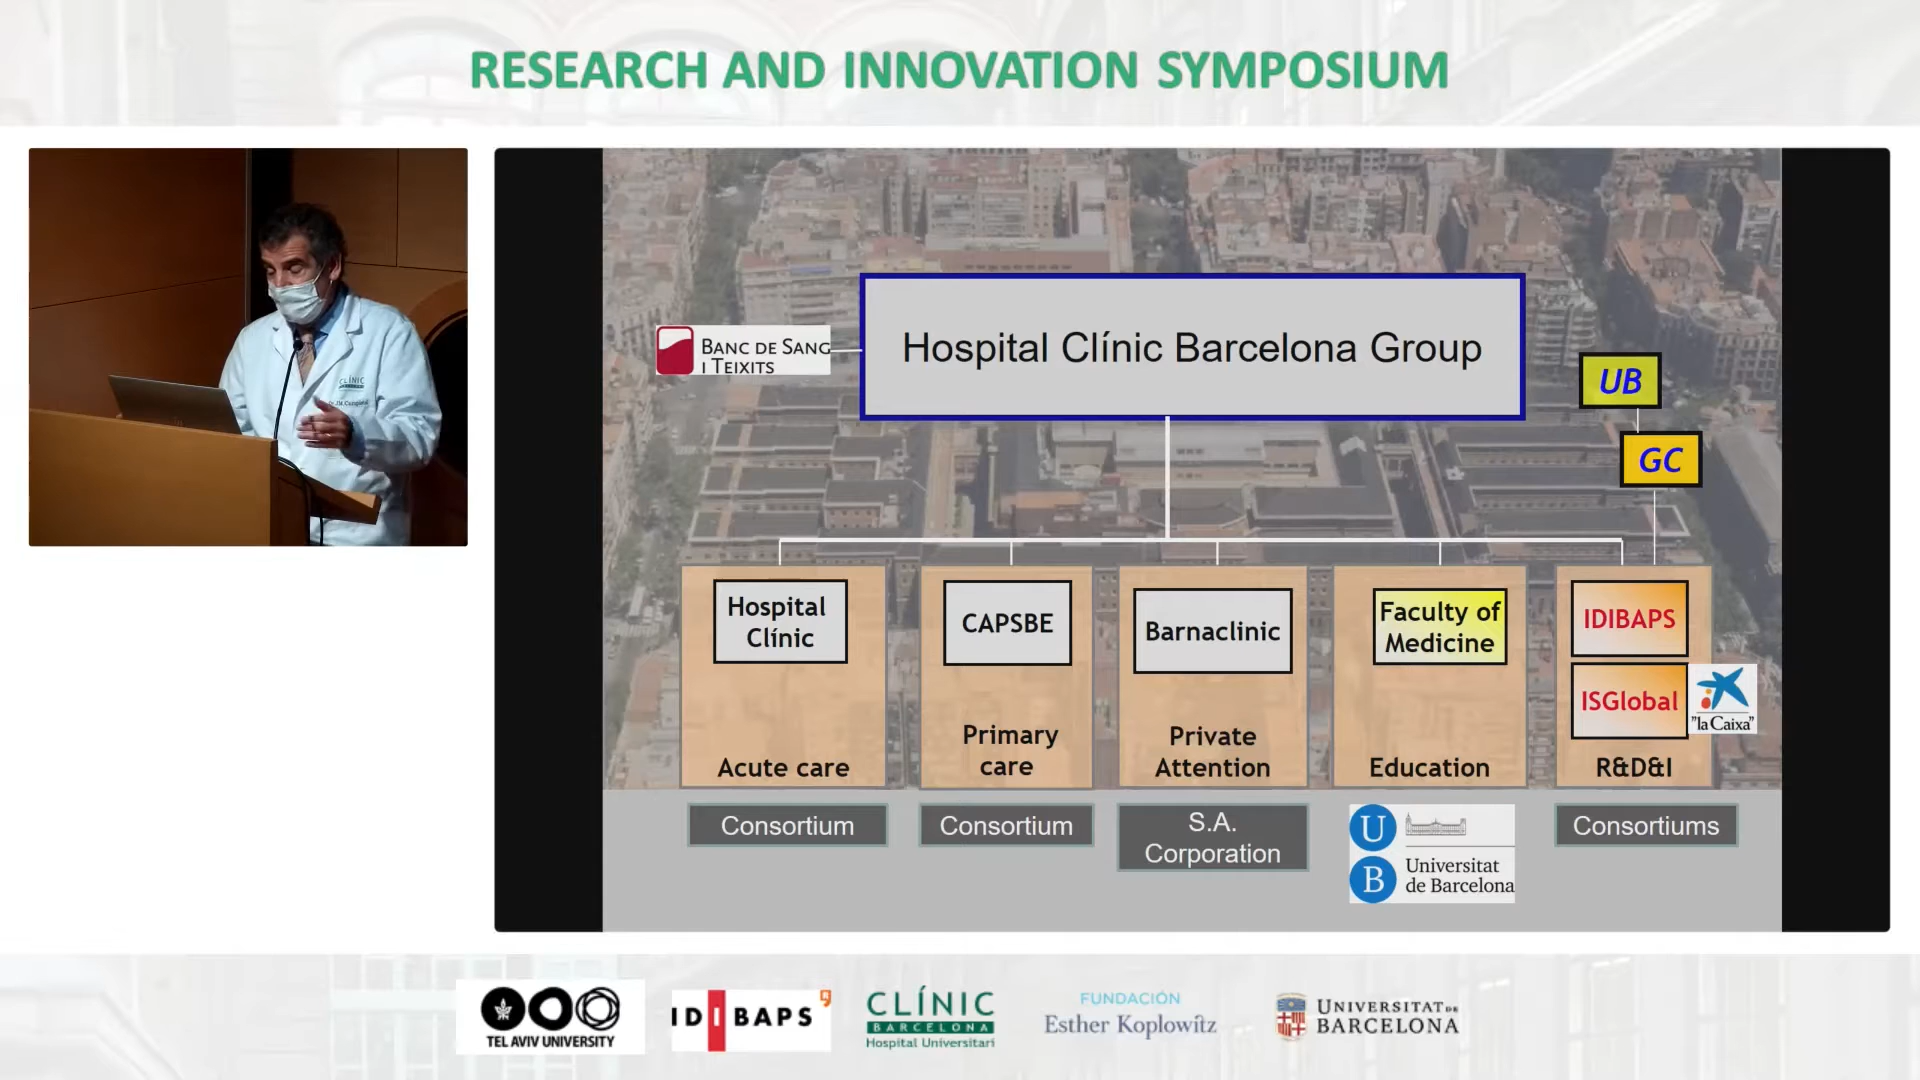 RESEARCH AND INNOVATION SYMPOSIUM
CLÍNIC
BANC DE SANG
I TEIXITS
Hospital Clínic Barcelona Group
UB
GC
Hospital
Clínic
Acute care
CAPSBE
Primary
care
Barnaclinic
Private
Attention
Faculty of
Medicine
Education
IDIBAPS
ISGlobal
"la Caixa"
R&D&I
Consortium
Consortium
S.A.
Corporation
U
B
Universitat
de Barcelona
Consortiums
TEL AVIV UNIVERSITY
IDIBAPS
CLÍNIC
BARCELONA
Hospital Universitari
FUNDACIÓN
Esther Koplowitz
UNIVERSITAT DE
BARCELONA